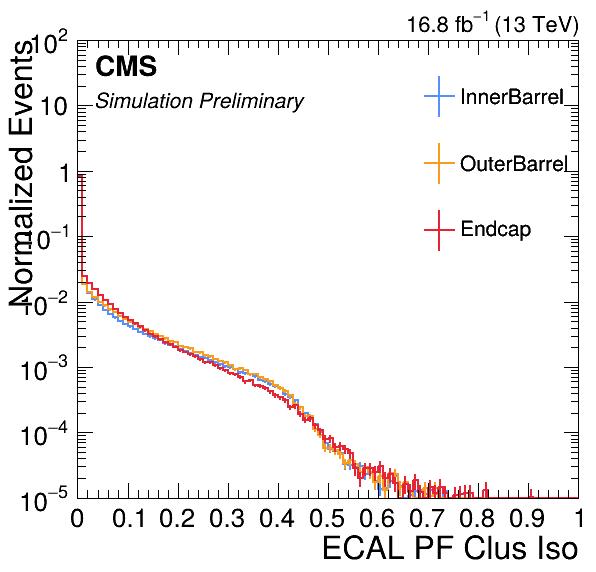 16.8 fb⁻¹ (13 TeV)
CMS
Simulation Preliminary
InnerBarrel
OuterBarrel
Endcap
Normalized Events
10²
10
1
10⁻¹
10⁻²
10⁻³
10⁻⁴
10⁻⁵
0 0.1 0.2 0.3 0.4 0.5 0.6 0.7 0.8 0.9 1
ECAL PF Clus Iso